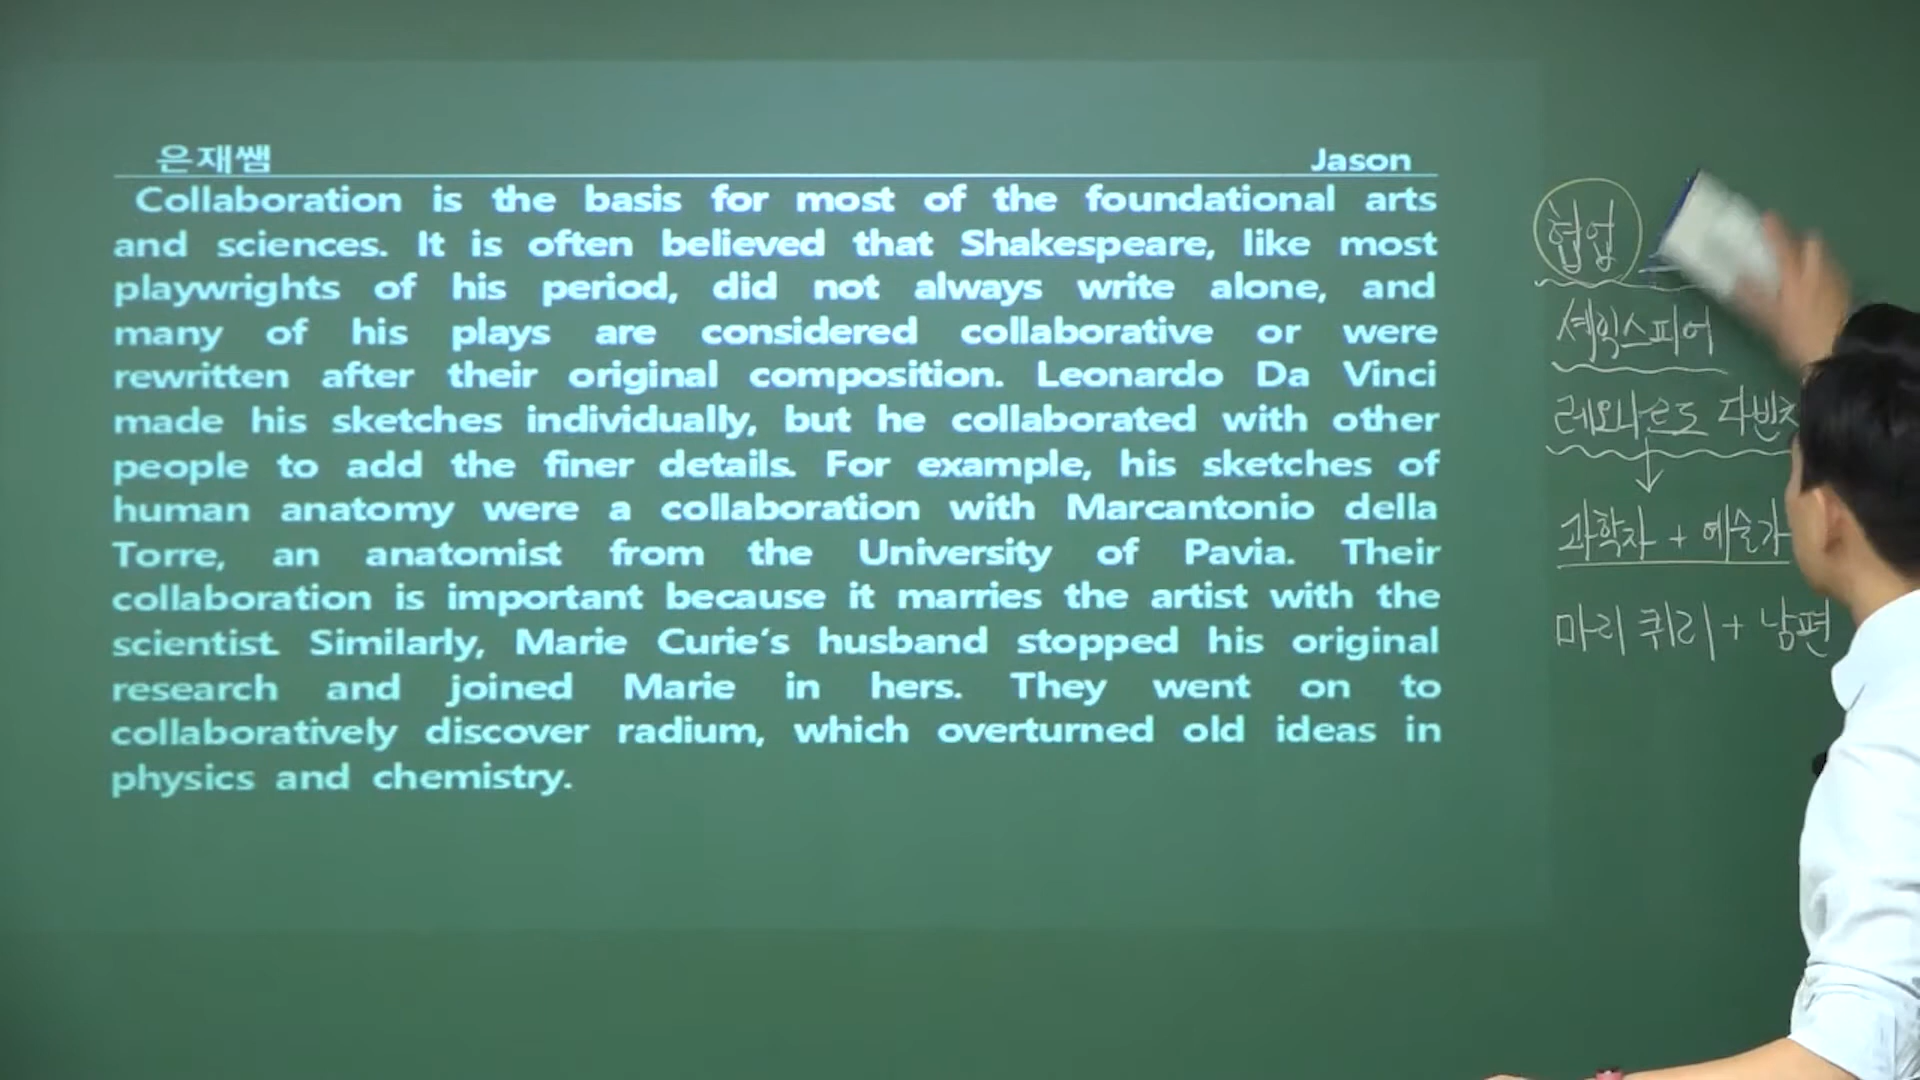 은재쌤 Jason
Collaboration is the basis for most of the foundational arts
and sciences. It is often believed that Shakespeare, like most
playwrights of his period, did not always write alone, and
many of his plays are considered collaborative or were
rewritten after their original composition. Leonardo Da Vinci
made his sketches individually, but he collaborated with other
people to add the finer details. For example, his sketches of
human anatomy were a collaboration with Marcantonio della
Torre, an anatomist from the University of Pavia. Their
collaboration is important because it marries the artist with the
scientist. Similarly, Marie Curie's husband stopped his original
research and joined Marie in hers. They went on to
collaboratively discover radium, which overturned old ideas in
physics and chemistry.
협업
셰익스피어
레오나르도 다빈치
과학자 + 예술가
마리 퀴리 + 남편